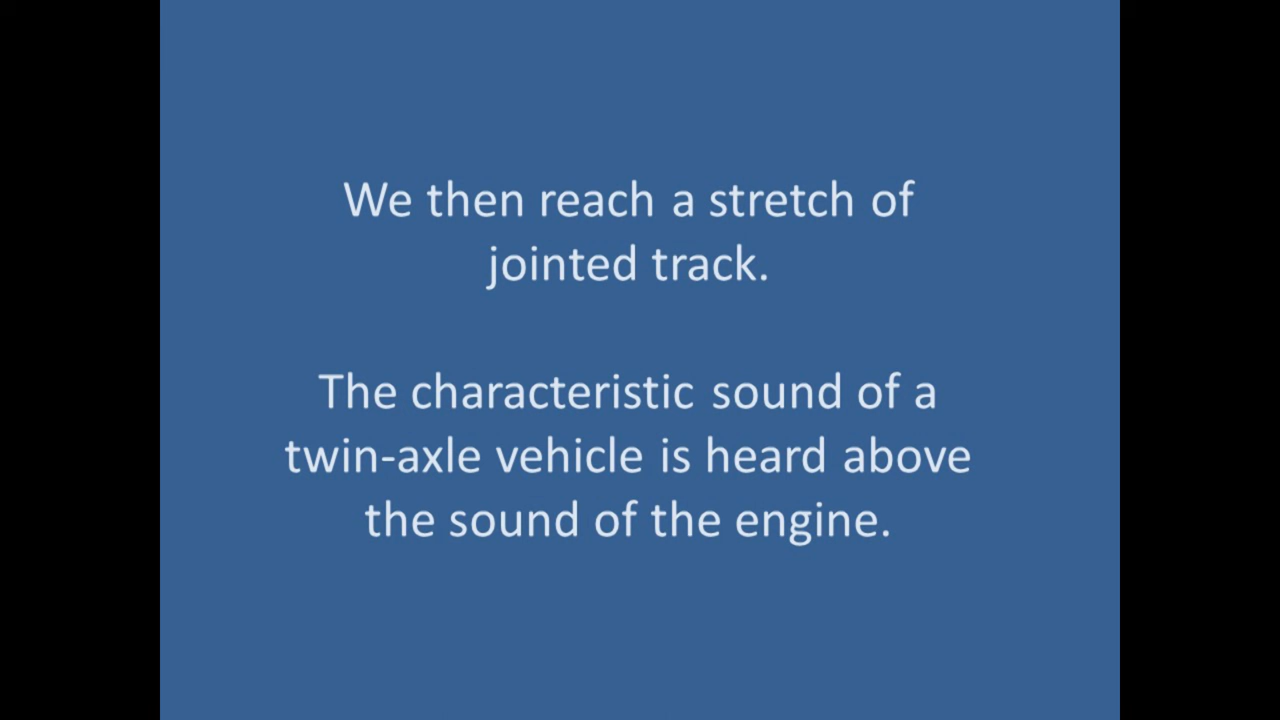 We then reach a stretch of
jointed track.
The characteristic sound of a
twin-axle vehicle is heard above
the sound of the engine.